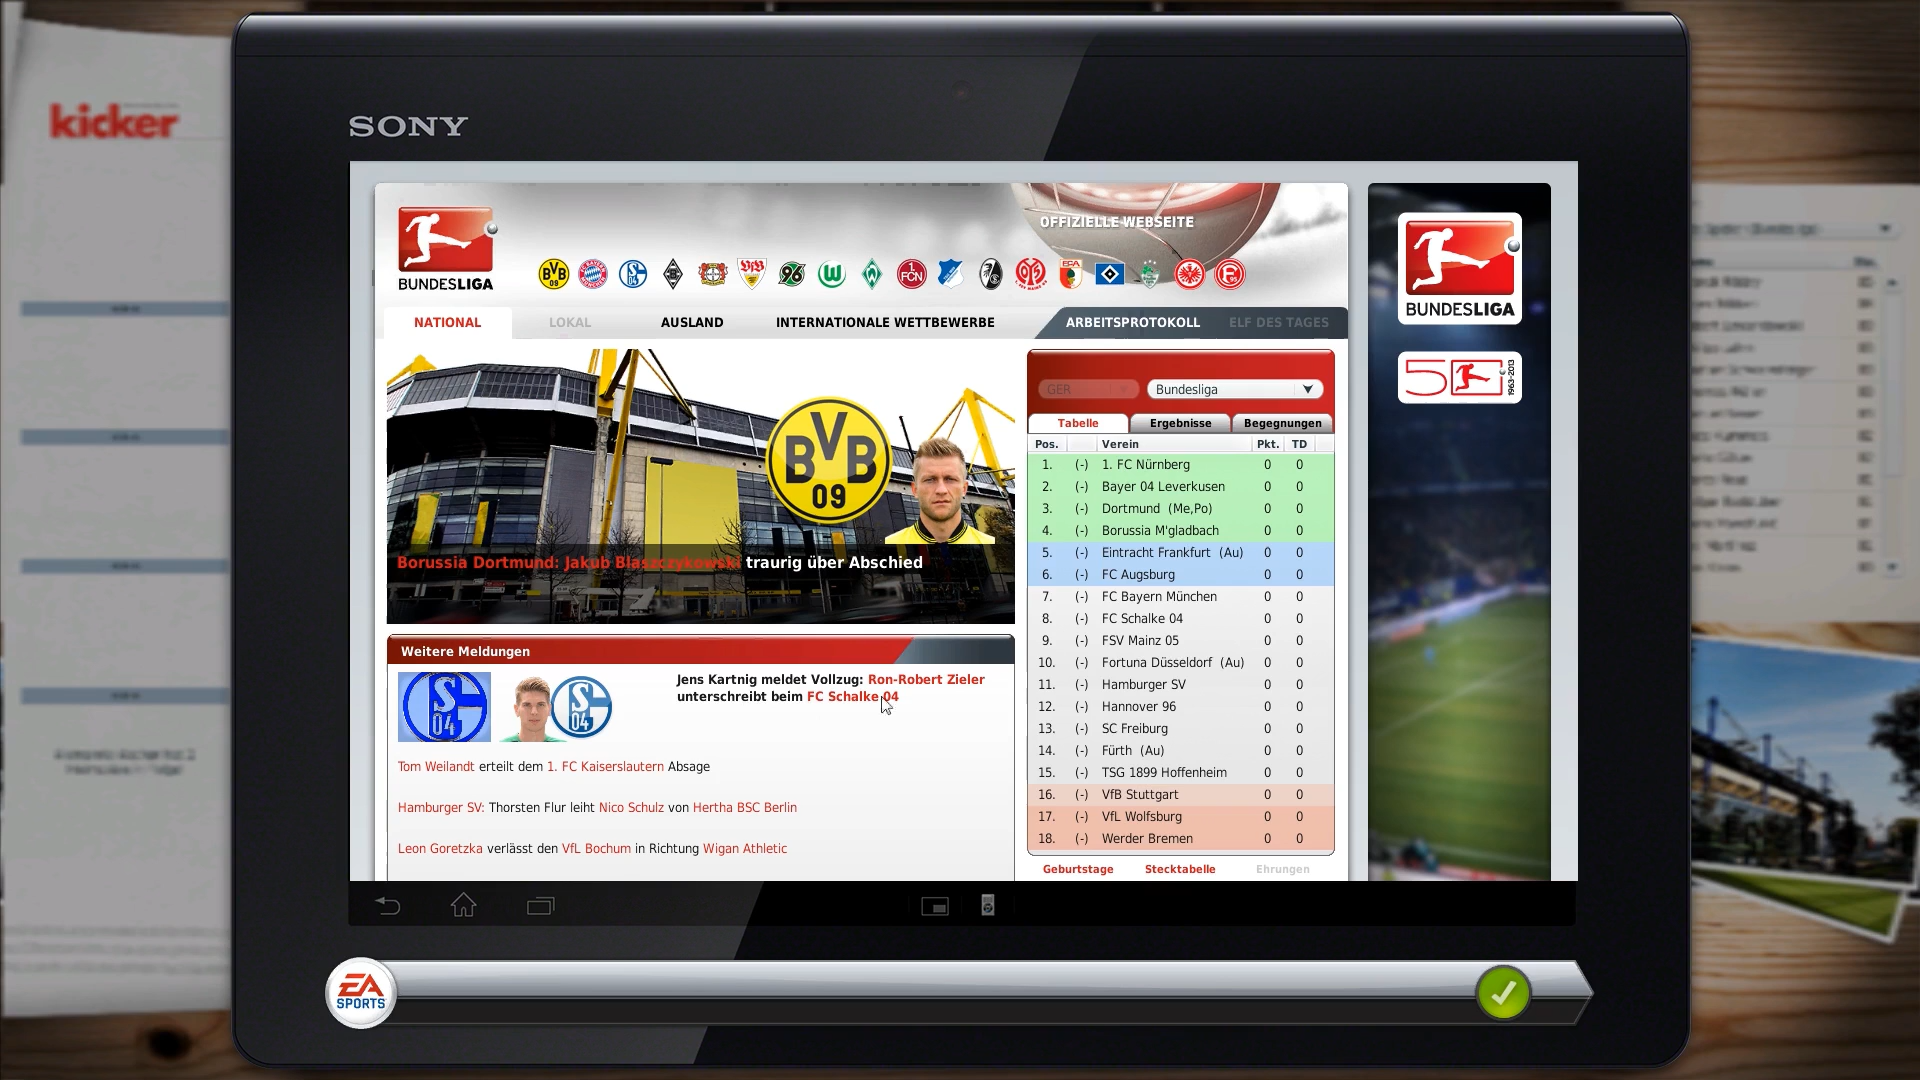 kicker
SONY
OFFIZIELLE WEBSEITE
BUNDESLIGA
NATIONAL
LOKAL
AUSLAND
INTERNATIONALE WETTBEWERBE
ARBEITSPROTOKOLL
ELF DES TAGES
BVB
09
Borussia Dortmund: Jakub Blaszczykowski traurig über Abschied
Weitere Meldungen
Jens Kartnig meldet Vollzug: Ron-Robert Zieler
unterschreibt beim FC Schalke 04
Tom Weilandt erteilt dem 1. FC Kaiserslautern Absage
Hamburger SV: Thorsten Flur leiht Nico Schulz von Hertha BSC Berlin
Leon Goretzka verlässt den VfL Bochum in Richtung Wigan Athletic
GER
Bundesliga
Tabelle Ergebnisse Begegnungen
Pos. Verein Pkt. TD
1. (-) 1. FC Nürnberg 0 0
2. (-) Bayer 04 Leverkusen 0 0
3. (-) Dortmund (Me,Po) 0 0
4. (-) Borussia M'gladbach 0 0
5. (-) Eintracht Frankfurt (Au) 0 0
6. (-) FC Augsburg 0 0
7. (-) FC Bayern München 0 0
8. (-) FC Schalke 04 0 0
9. (-) FSV Mainz 05 0 0
10. (-) Fortuna Düsseldorf (Au) 0 0
11. (-) Hamburger SV 0 0
12. (-) Hannover 96 0 0
13. (-) SC Freiburg 0 0
14. (-) Fürth (Au) 0 0
15. (-) TSG 1899 Hoffenheim 0 0
16. (-) VfB Stuttgart 0 0
17. (-) VfL Wolfsburg 0 0
18. (-) Werder Bremen 0 0
Geburtstage Stecktabelle Ehrungen
BUNDESLIGA
50
1963-2013
EA
SPORTS